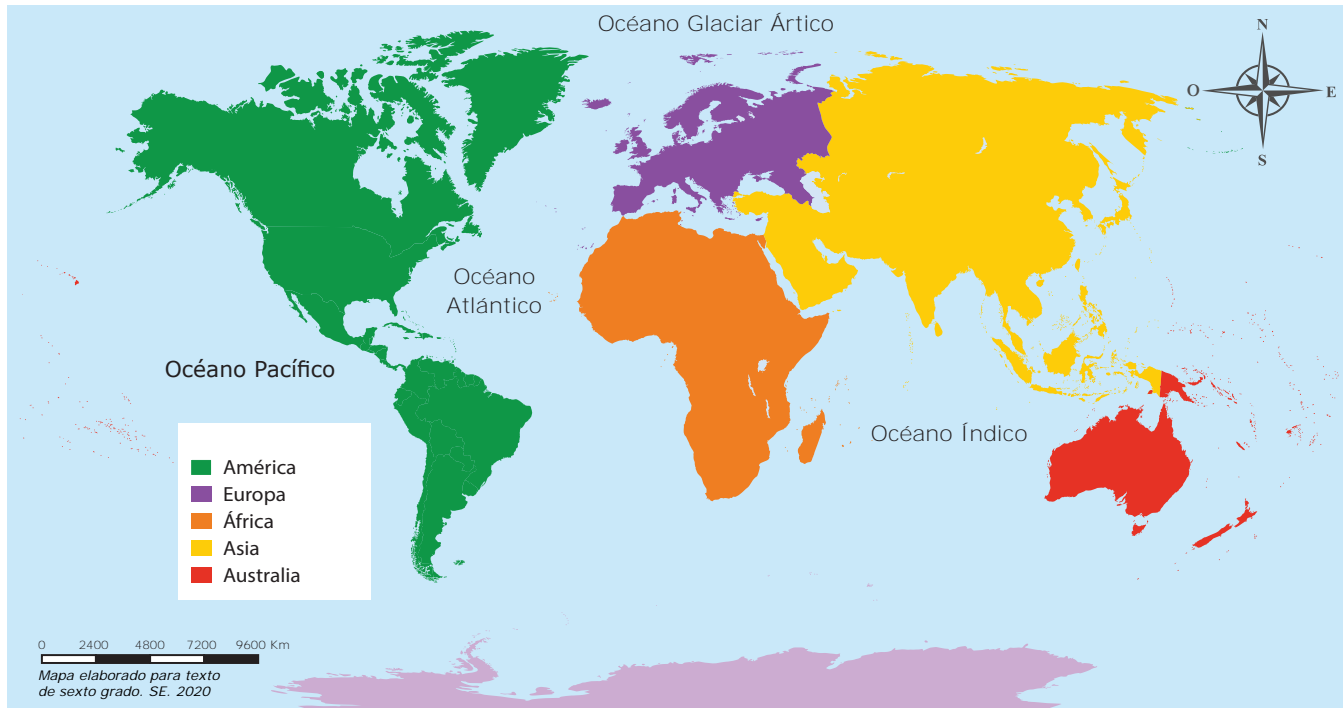 Océano Glaciar Ártico
N
O
E
S
Océano
Atlántico
Océano Pacífico
Océano Índico
América
Europa
África
Asia
Australia
0 2400 4800 7200 9600 Km
Mapa elaborado para texto
de sexto grado. SE. 2020